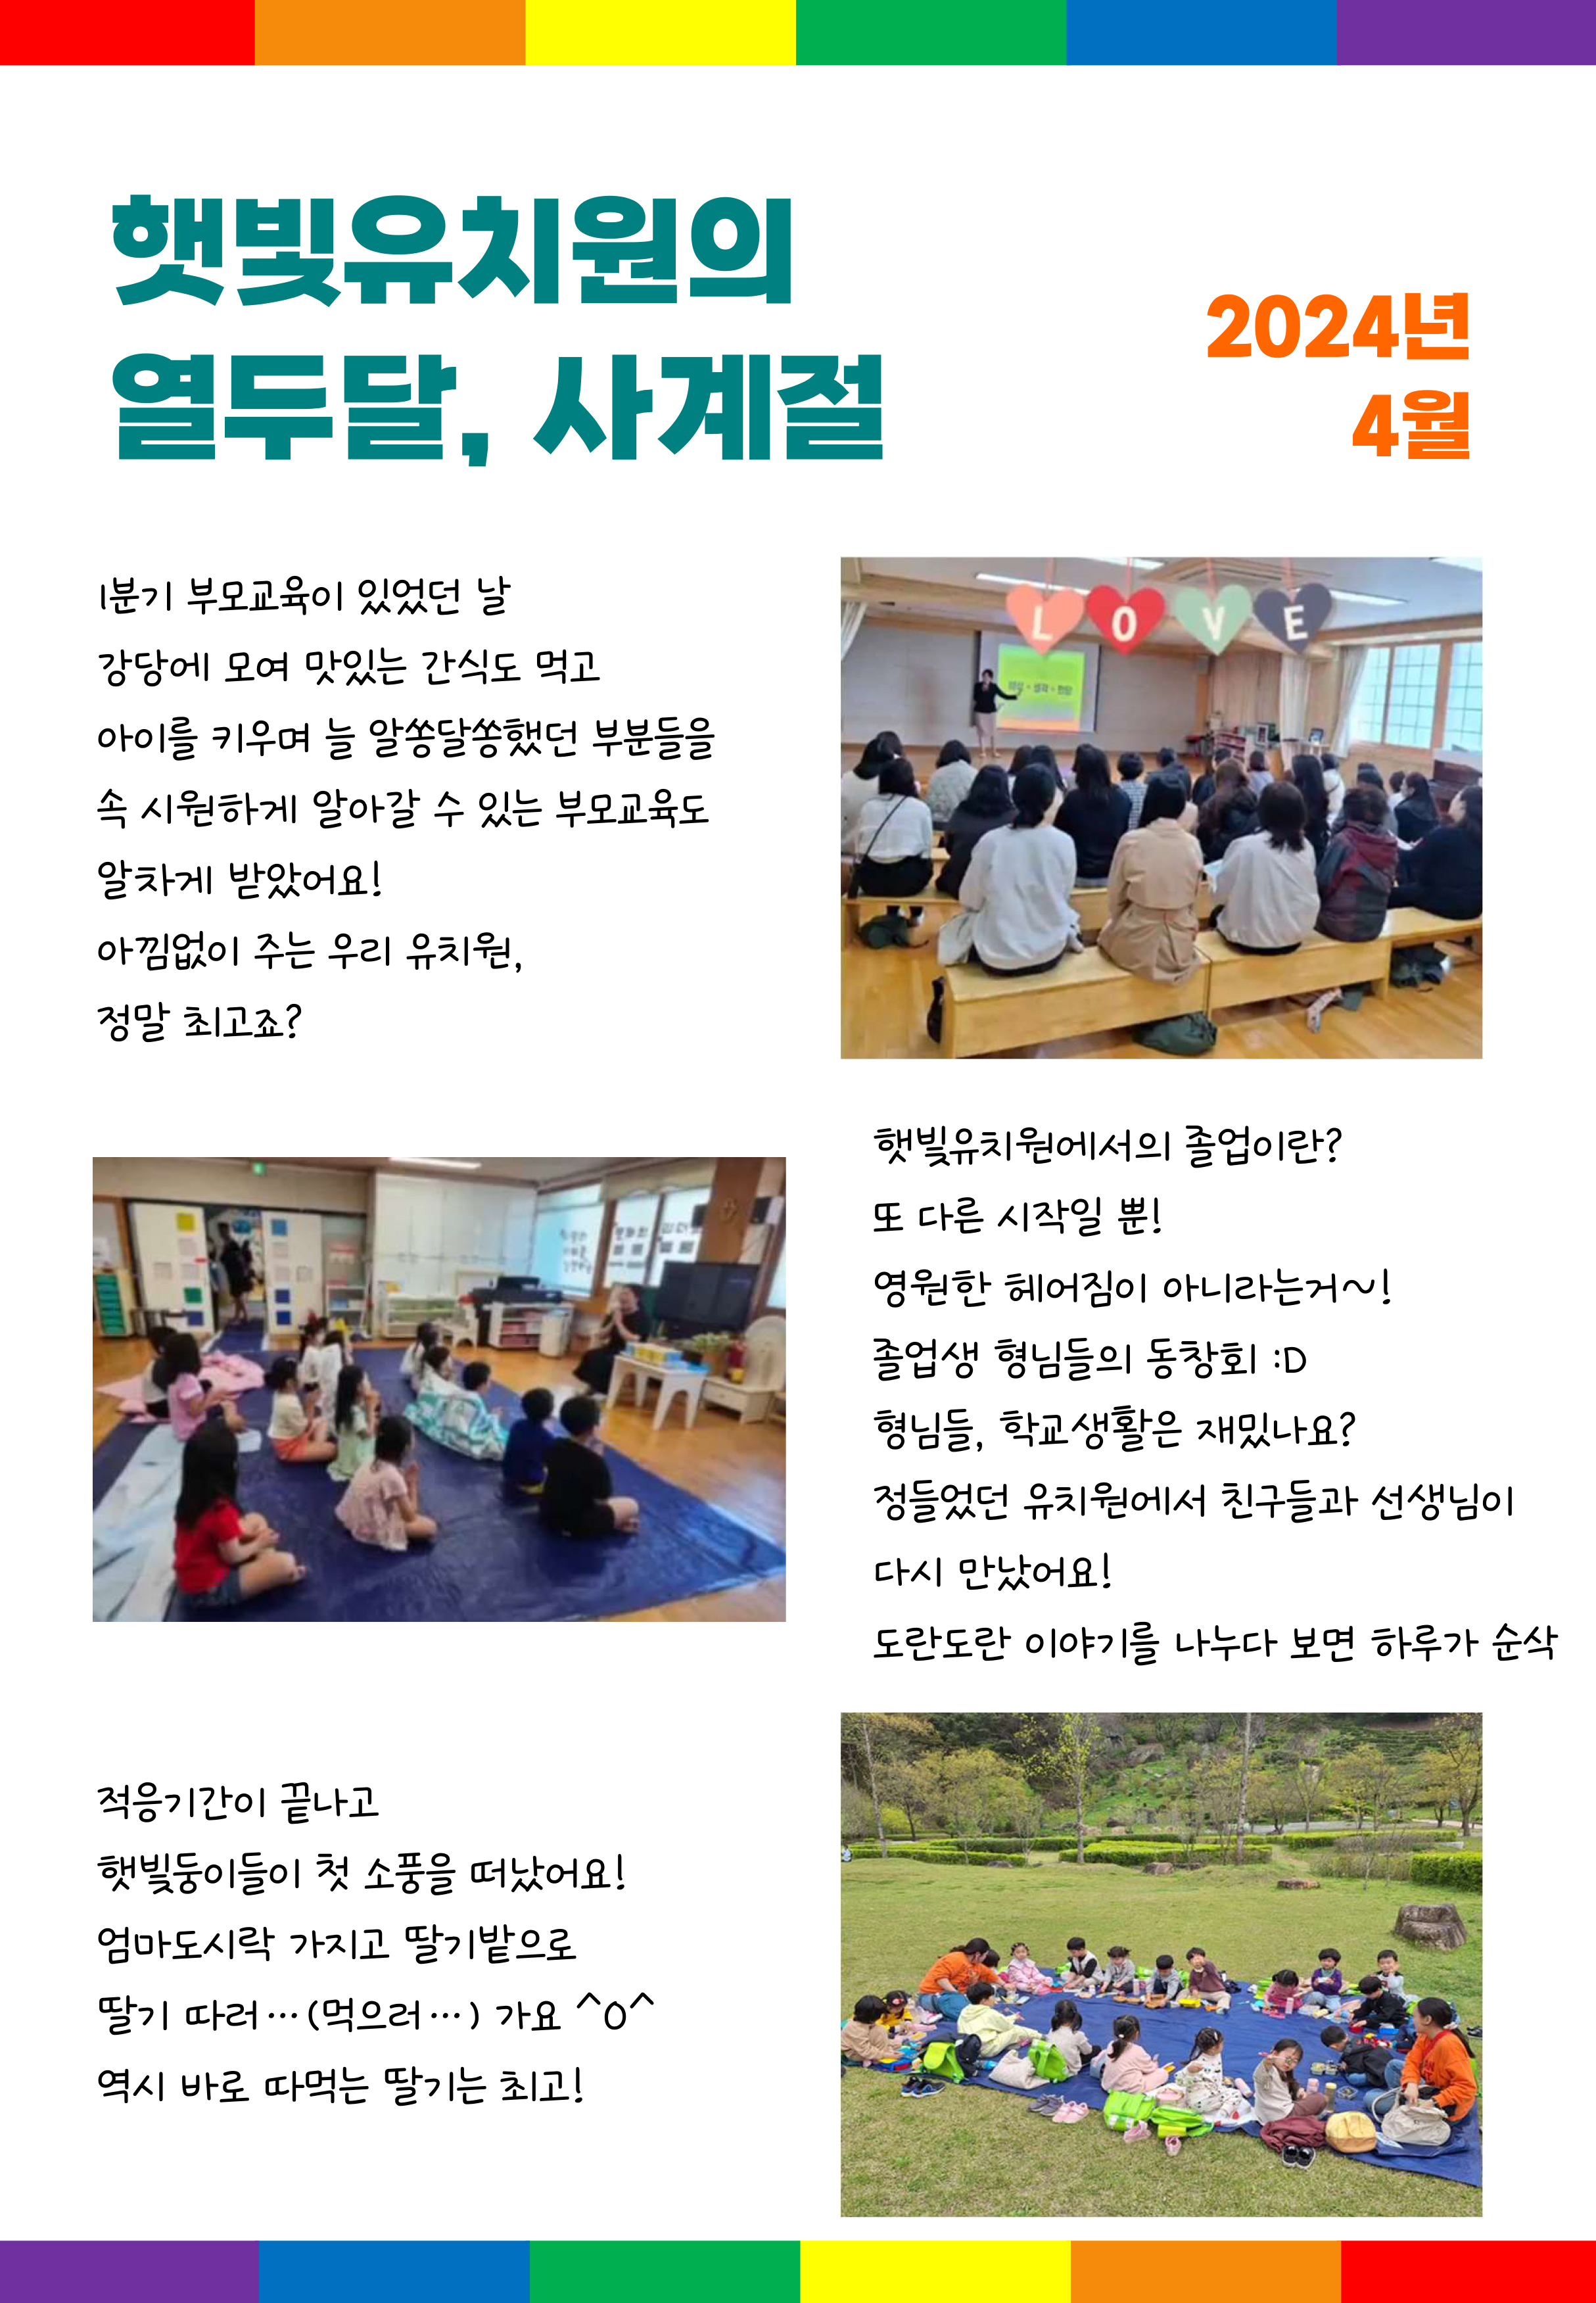 햇빛유치원의
열두달, 사계절
2024년
4월
1분기 부모교육이 있었던 날
강당에 모여 맛있는 간식도 먹고
아이를 키우며 늘 알쏭달쏭했던 부분들을
속 시원하게 알아갈 수 있는 부모교육도
알차게 받았어요!
아낌없이 주는 우리 유치원,
정말 최고죠?
LOVE
햇빛유치원에서의 졸업이란?
또 다른 시작일 뿐!
영원한 헤어짐이 아니라는거~!
졸업생 형님들의 동창회 :D
형님들, 학교생활은 재밌나요?
정들었던 유치원에서 친구들과 선생님이
다시 만났어요!
도란도란 이야기를 나누다 보면 하루가 순삭
적응기간이 끝나고
햇빛둥이들이 첫 소풍을 떠났어요!
엄마도시락 가지고 딸기밭으로
딸기 따러…(먹으러…) 가요 ^O^
역시 바로 따먹는 딸기는 최고!